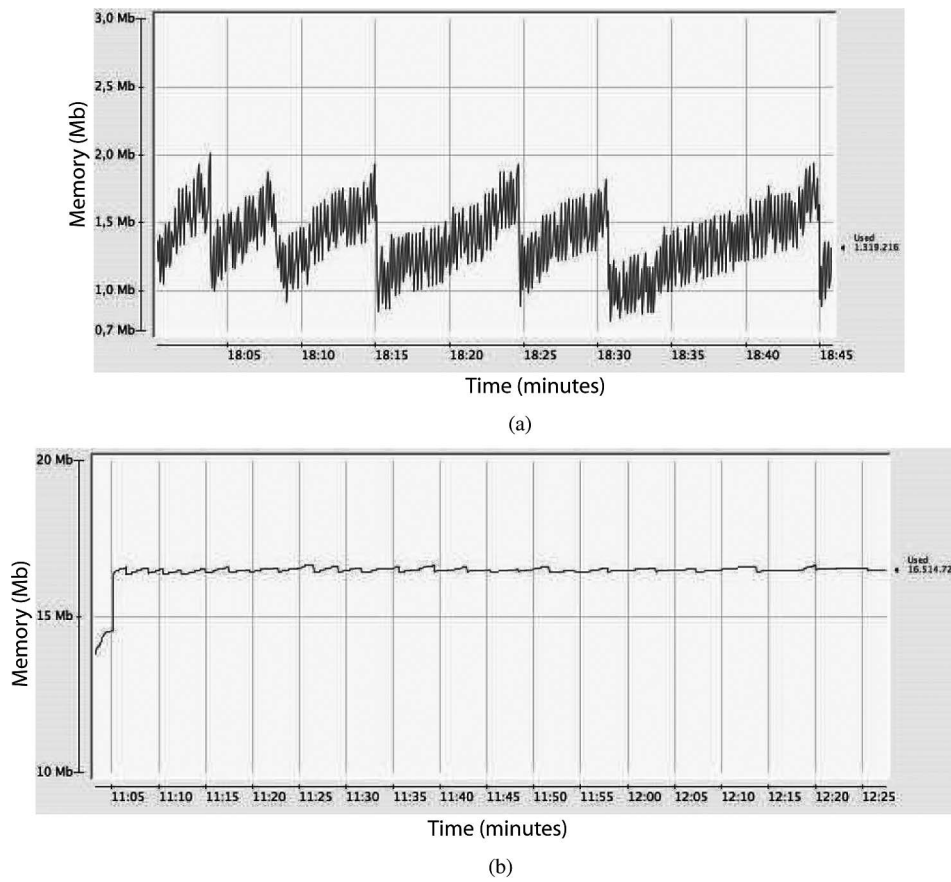 3,0 Mb
2,5 Mb
2,0 Mb
1,5 Mb
1,0 Mb
0,7 Mb
Memory (Mb)
Used
1.319.216
18:05 18:10 18:15 18:20 18:25 18:30 18:35 18:40 18:45
Time (minutes)
(a)
20 Mb
15 Mb
10 Mb
Memory (Mb)
Used
16.514.72
11:05 11:10 11:15 11:20 11:25 11:30 11:35 11:40 11:45 11:50 11:55 12:00 12:05 12:10 12:15 12:20 12:25
Time (minutes)
(b)